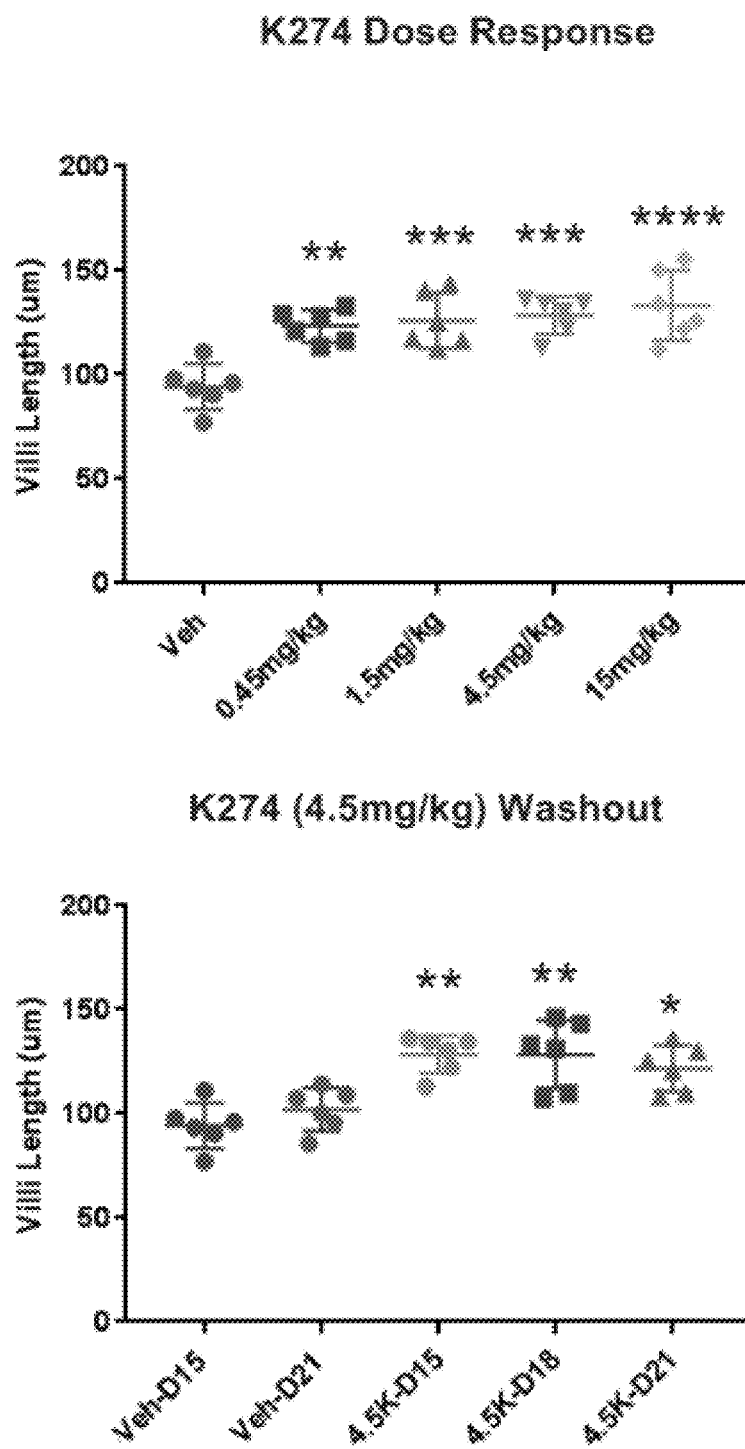 K274 Dose Response
Villi Length (um)
200
150
100
50
0
**
***
***
****
Veh
0.45mg/kg
1.5mg/kg
4.5mg/kg
15mg/kg
K274 (4.5mg/kg) Washout
Villi Length (um)
200
150
100
50
0
**
**
*
Veh-D15
Veh-D21
4.5K-D15
4.5K-D18
4.5K-D21